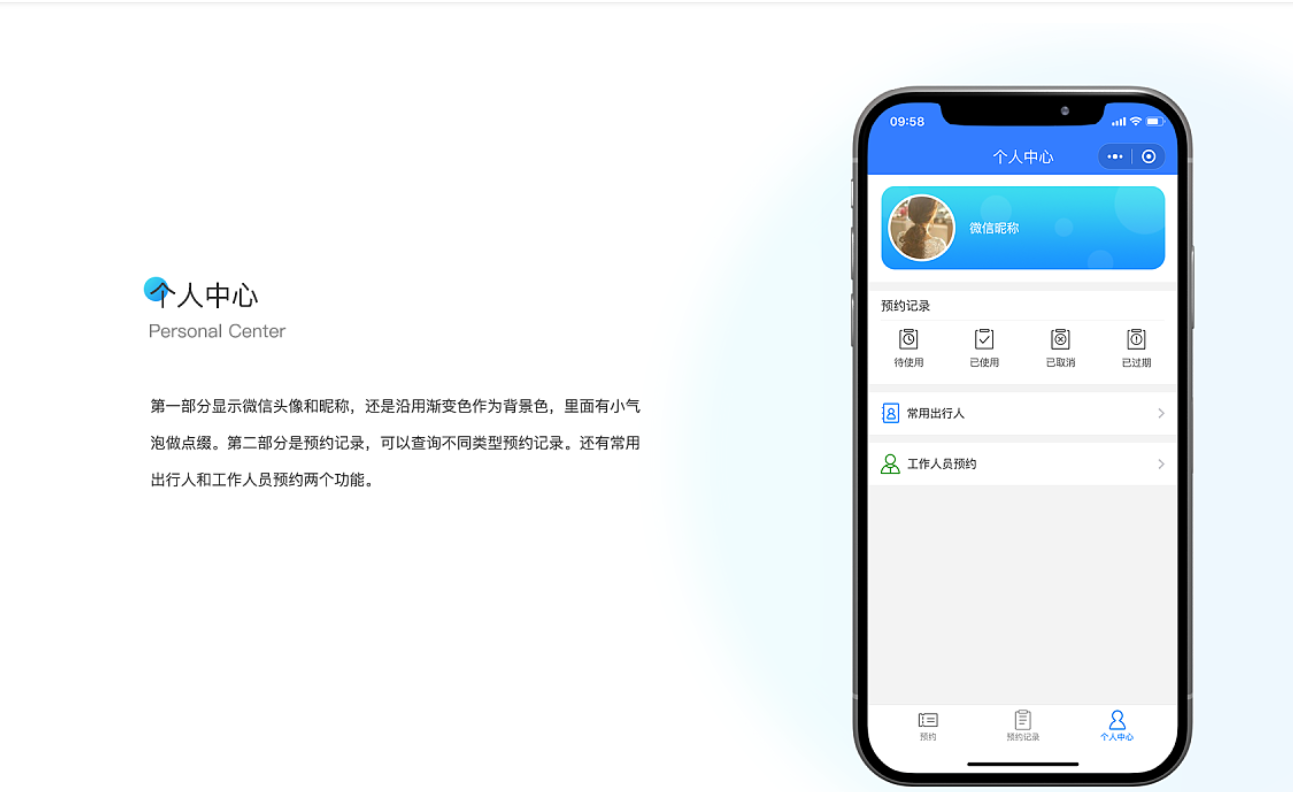 个人中心
Personal Center
第一部分显示微信头像和昵称，还是沿用渐变色作为背景色，里面有小气
泡做点缀。第二部分是预约记录，可以查询不同类型预约记录。还有常用
出行人和工作人员预约两个功能。
09:58
个人中心
微信昵称
预约记录
待使用 已使用 已取消 已过期
常用出行人
工作人员预约
预约 预约记录 个人中心